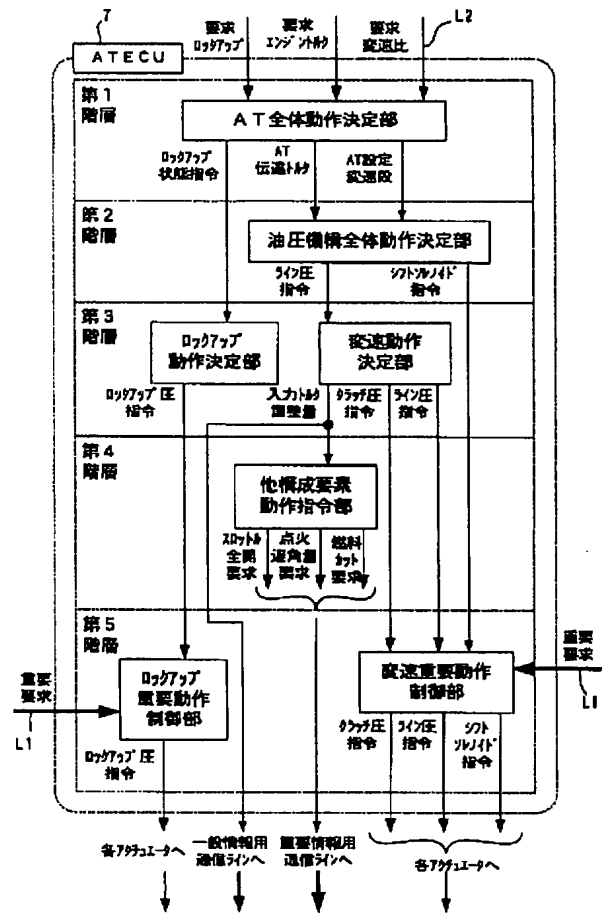 7
ATECU
要求
ロックアップ
要求
エンジントルク
要求
変速比
L2
第1
階層
AT全体動作決定部
ロックアップ
状態指令
AT
伝達トルク
AT設定
変速段
第2
階層
油圧機構全体動作決定部
ライン圧
指令
シフトソレノイド
指令
第3
階層
ロックアップ
動作決定部
変速動作
決定部
ロックアップ圧
指令
入力トルク
調整量
クラッチ圧
指令
ライン圧
指令
第4
階層
他構成要素
動作指令部
スロットル
全閉
要求
点火
遅角量
要求
燃料
カット
要求
第5
階層
重要
要求
L1
ロックアップ
重要動作
制御部
変速重要動作
制御部
重要
要求
L1
ロックアップ圧
指令
クラッチ圧
指令
ライン圧
指令
シフト
ソレノイド
指令
各アクチュエータへ
一般情報用
通信ラインへ
重要情報用
通信ラインへ
各アクチュエータへ